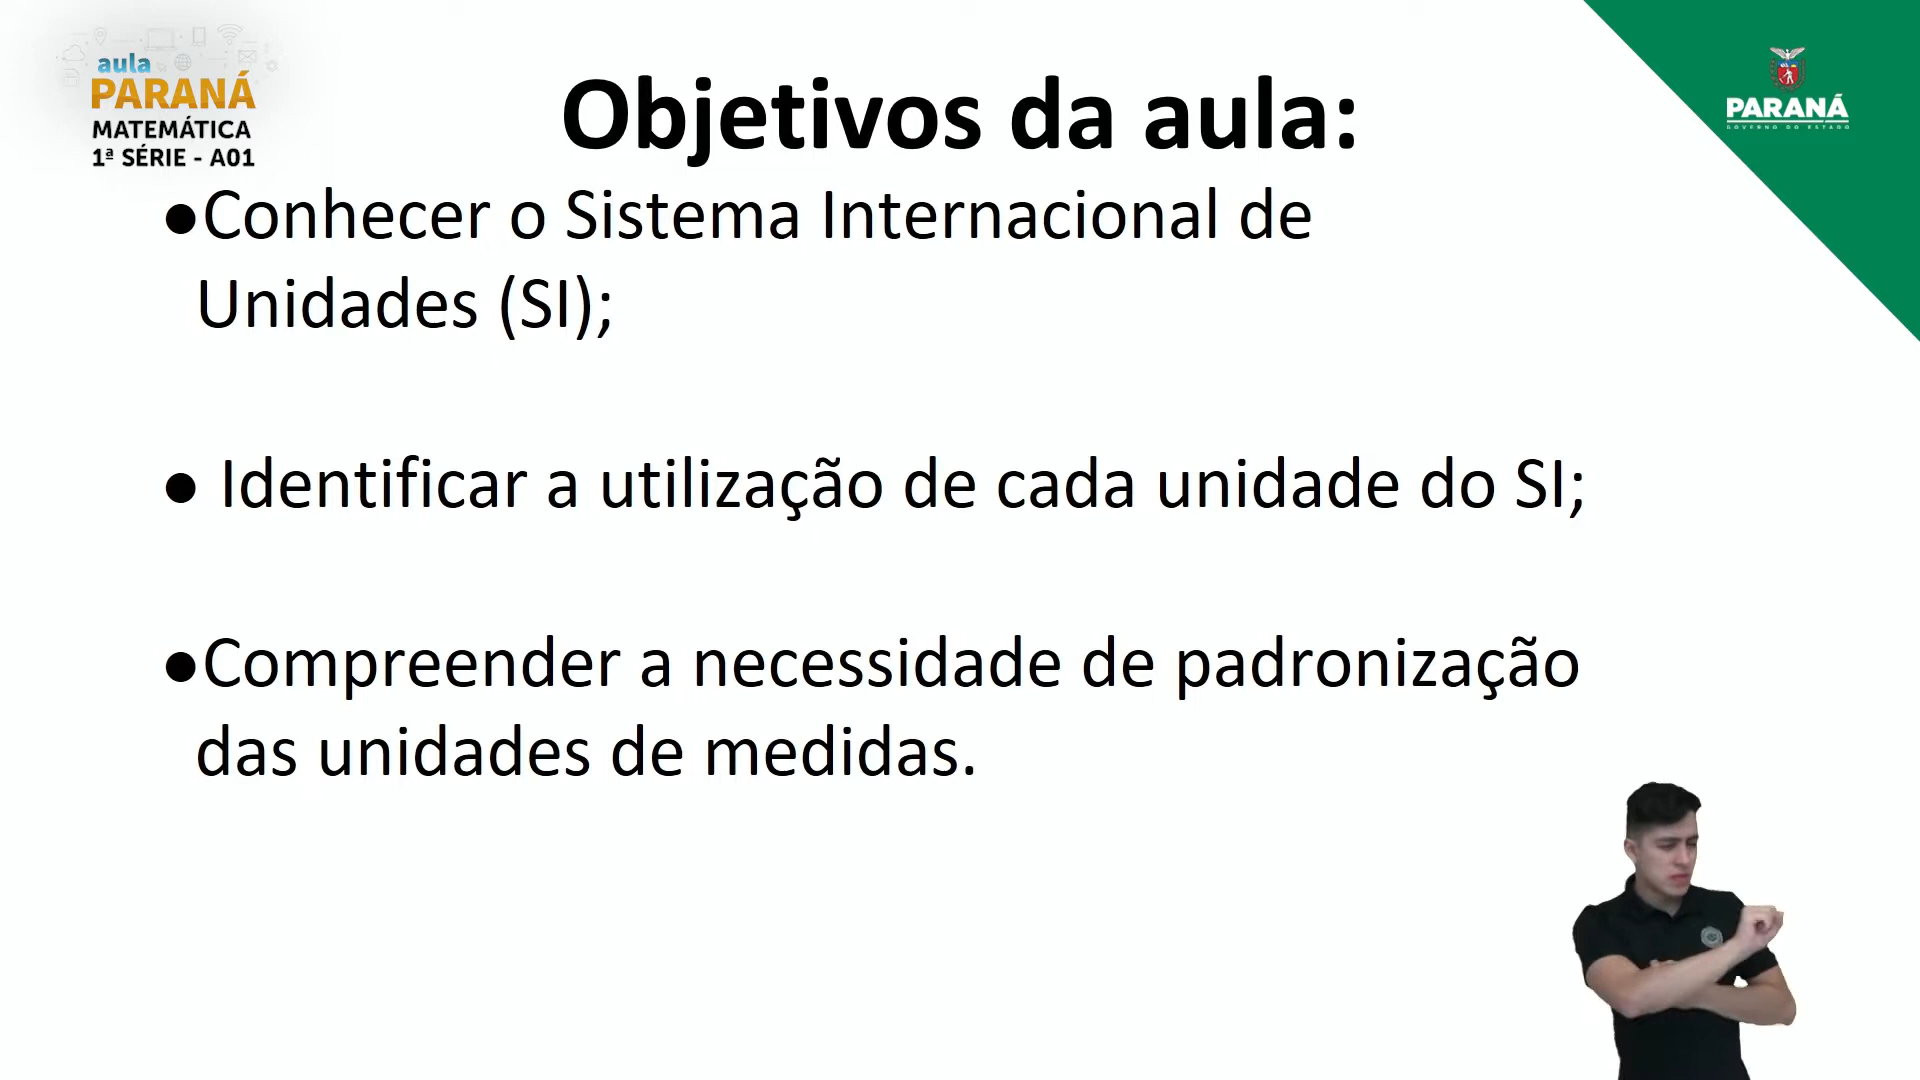 aula
PARANÁ
MATEMÁTICA
1ª SÉRIE - A01
PARANÁ
GOVERNO DO ESTADO
Objetivos da aula:
●Conhecer o Sistema Internacional de
Unidades (SI);
● Identificar a utilização de cada unidade do SI;
●Compreender a necessidade de padronização
das unidades de medidas.